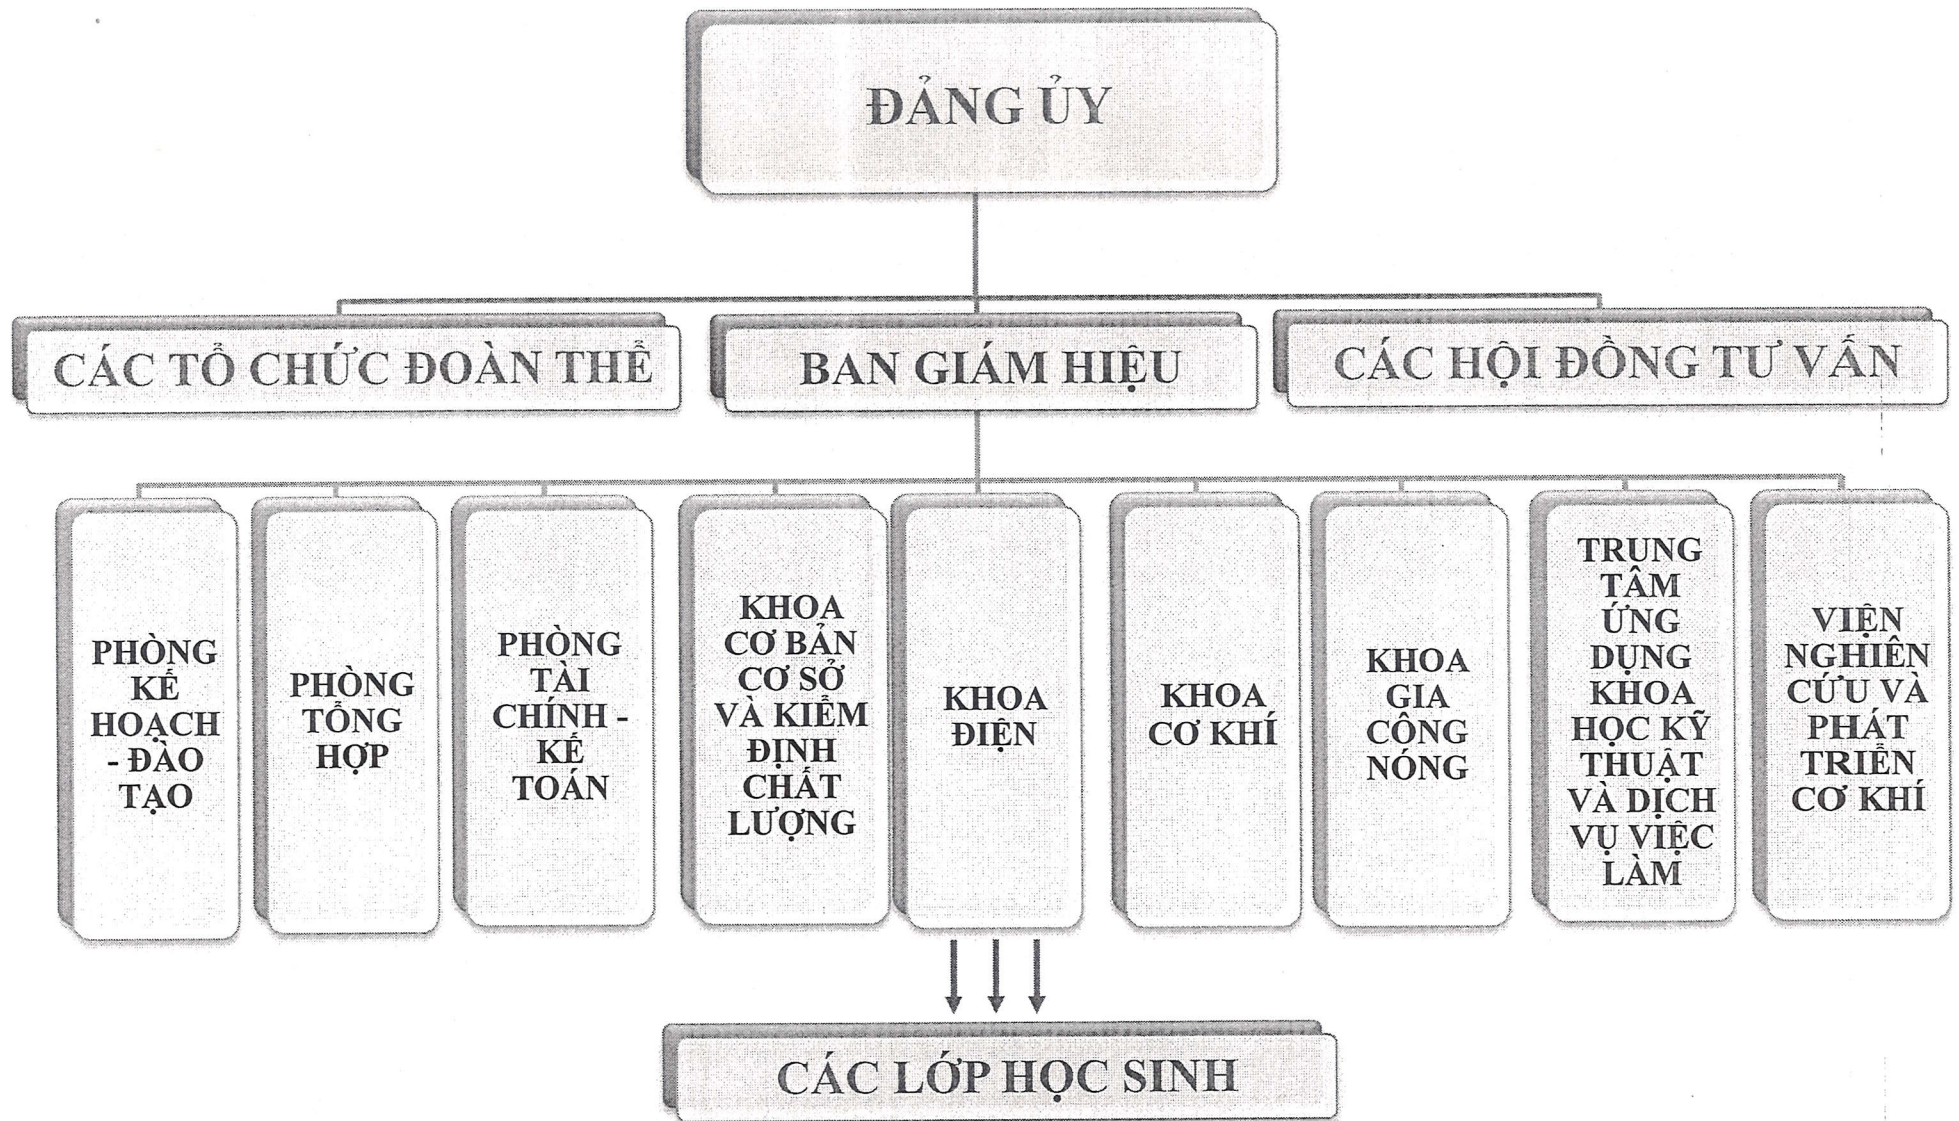 ĐẢNG ỦY
CÁC TỔ CHỨC ĐOÀN THỂ
BAN GIÁM HIỆU
CÁC HỘI ĐỒNG TƯ VẤN
PHÒNG
KẾ
HOẠCH
- ĐÀO
TẠO
PHÒNG
TỔNG
HỢP
PHÒNG
TÀI
CHÍNH -
KẾ
TOÁN
KHOA
CƠ BẢN
CƠ SỞ
VÀ KIỂM
ĐỊNH
CHẤT
LƯỢNG
KHOA
ĐIỆN
KHOA
CƠ KHÍ
KHOA
GIA
CÔNG
NÓNG
TRUNG
TÂM
ỨNG
DỤNG
KHOA
HỌC KỸ
THUẬT
VÀ DỊCH
VỤ VIỆC
LÀM
VIỆN
NGHIÊN
CỨU VÀ
PHÁT
TRIỂN
CƠ KHÍ
CÁC LỚP HỌC SINH